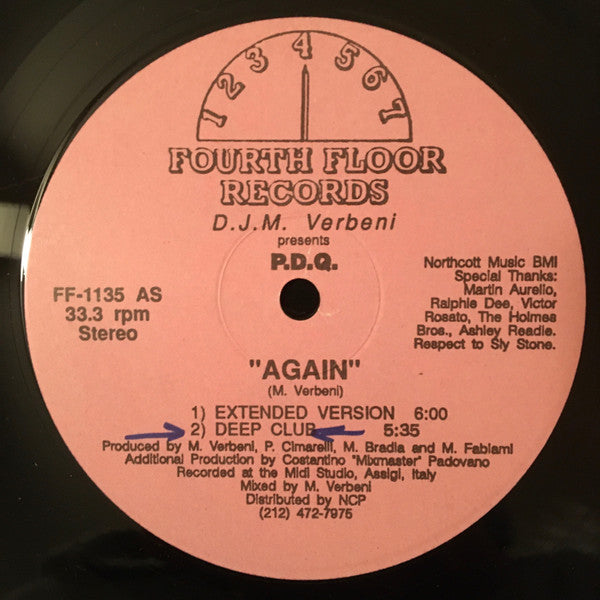 1 2 3 4 5 6 7
FOURTH FLOOR
RECORDS
D.J.M. Verbeni
presents
P.D.Q.
FF-1135 AS
33.3 rpm
Stereo
Northcott Music BMI
Special Thanks:
Martin Aurelio,
Ralphie Dee, Victor
Rosato, The Holmes
Bros., Ashley Readie.
Respect to Sly Stone.
"AGAIN"
(M. Verbeni)
1) EXTENDED VERSION 6:00
2) DEEP CLUB 5:35
Produced by M. Verbeni, P. Cimarelli, M. Bradia and M. Fabiami
Additional Production by Costantino "Mixmaster" Padovano
Recorded at the Midi Studio, Assigi, Italy
Mixed by M. Verbeni
Distributed by NCP
(212) 472-7975